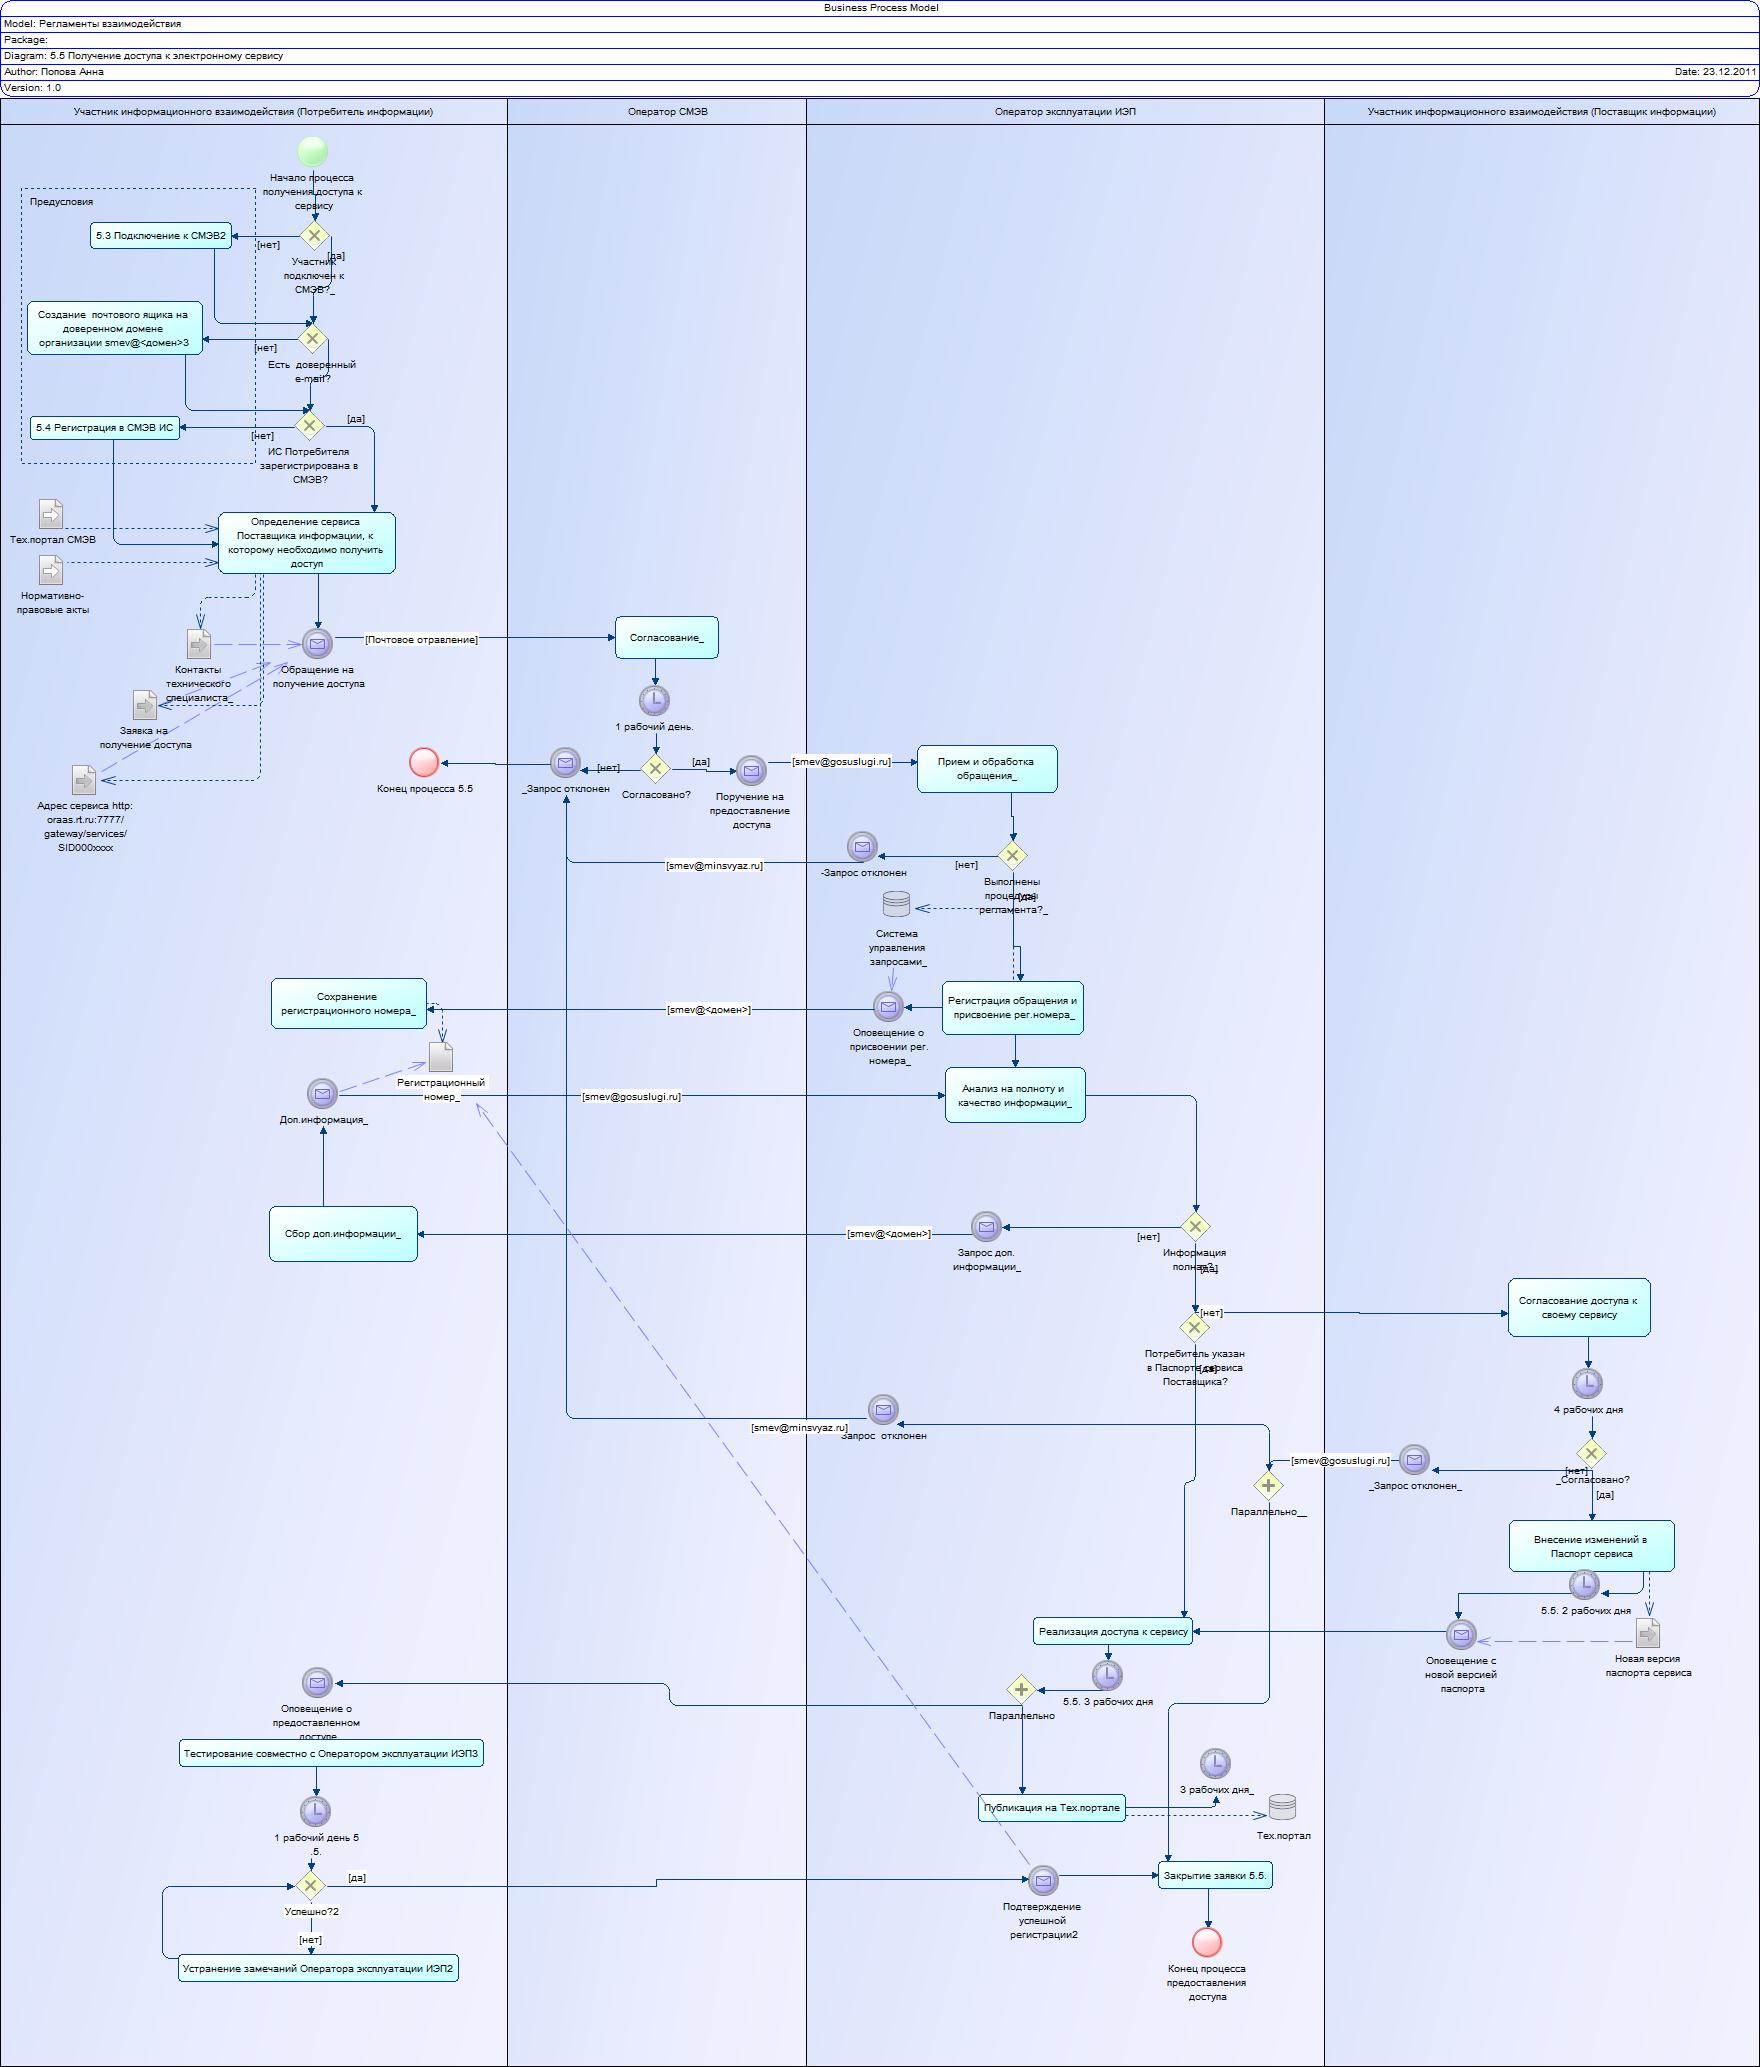 Business Process Model
Model: Регламенты взаимодействия
Package:
Diagram: 5.5 Получение доступа к электронному сервису
Author: Попова Анна
Date: 23.12.2011
Version: 1.0
Участник информационного взаимодействия (Потребитель информации)
Оператор СМЭВ
Оператор эксплуатации ИЭП
Участник информационного взаимодействия (Поставщик информации)
Начало процесса
получения доступа к
сервису
Предусловия
5.3 Подключение к СМЭВ2
[нет]
[да]
Участник
подключен к
СМЭВ?_
Создание  почтового ящика на
доверенном домене
организации smev@<домен>3
[нет]
Есть  доверенный
e-mail?
5.4 Регистрация в СМЭВ ИС
[нет]
[да]
ИС Потребителя
зарегистрирована в
СМЭВ?
Тех.портал СМЭВ
Определение сервиса
Поставщика информации, к
которому необходимо получить
доступ
Нормативно-
правовые акты
Контакты
технического
специалиста_
Обращение на
получение доступа
[Почтовое отравление]
Согласование_
Заявка на
получение доступа
1 рабочий день.
Адрес сервиса http:
oraas.rt.ru:7777/
gateway/services/
SID000xxxx
Конец процесса 5.5
_Запрос отклонен
[нет]
Согласовано?
[да]
Поручение на
предоставление
доступа
[smev@gosuslugi.ru]
Прием и обработка
обращения_
[smev@minsvyaz.ru]
-Запрос отклонен
[нет]
Выполнены
процедуры
регламента?_
[да]
Система
управления
запросами_
Сохранение
регистрационного номера_
[smev@<домен>]
Оповещение о
присвоении рег.
номера_
Регистрация обращения и
присвоение рег.номера_
Регистрационный
номер_
Доп.информация_
[smev@gosuslugi.ru]
Анализ на полноту и
качество информации_
Сбор доп.информации_
[smev@<домен>]
Запрос доп.
информации_
[нет]
Информация
полная?
[да]
[нет]
Потребитель указан
в Паспорте сервиса
Поставщика?
[да]
Согласование доступа к
своему сервису
4 рабочих дня
[smev@minsvyaz.ru]
Запрос  отклонен
[smev@gosuslugi.ru]
_Запрос отклонен_
[нет]
_Согласовано?
[да]
Параллельно__
Внесение изменений в
Паспорт сервиса
5.5. 2 рабочих дня
Реализация доступа к сервису
Оповещение с
новой версией
паспорта
Новая версия
паспорта сервиса
5.5. 3 рабочих дня
Параллельно
Оповещение о
предоставленном
доступе
Тестирование совместно с Оператором эксплуатации ИЭП3
3 рабочих дня_
Публикация на Тех.портале
Тех.портал
1 рабочий день 5
.5.
[да]
Успешно?2
[нет]
Устранение замечаний Оператора эксплуатации ИЭП2
Подтверждение
успешной
регистрации2
Закрытие заявки 5.5.
Конец процесса
предоставления
доступа